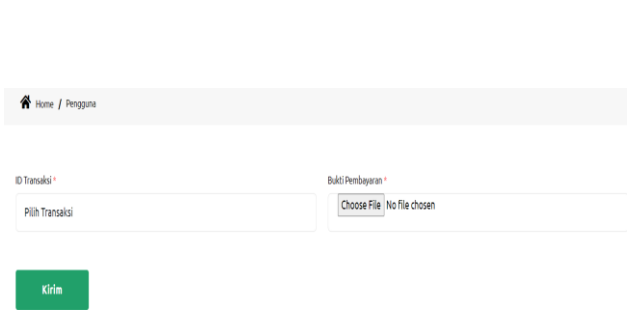 Home / Pengguna
ID Transaksi *
Bukti Pembayaran *
Pilih Transaksi
Choose File No file chosen
Kirim